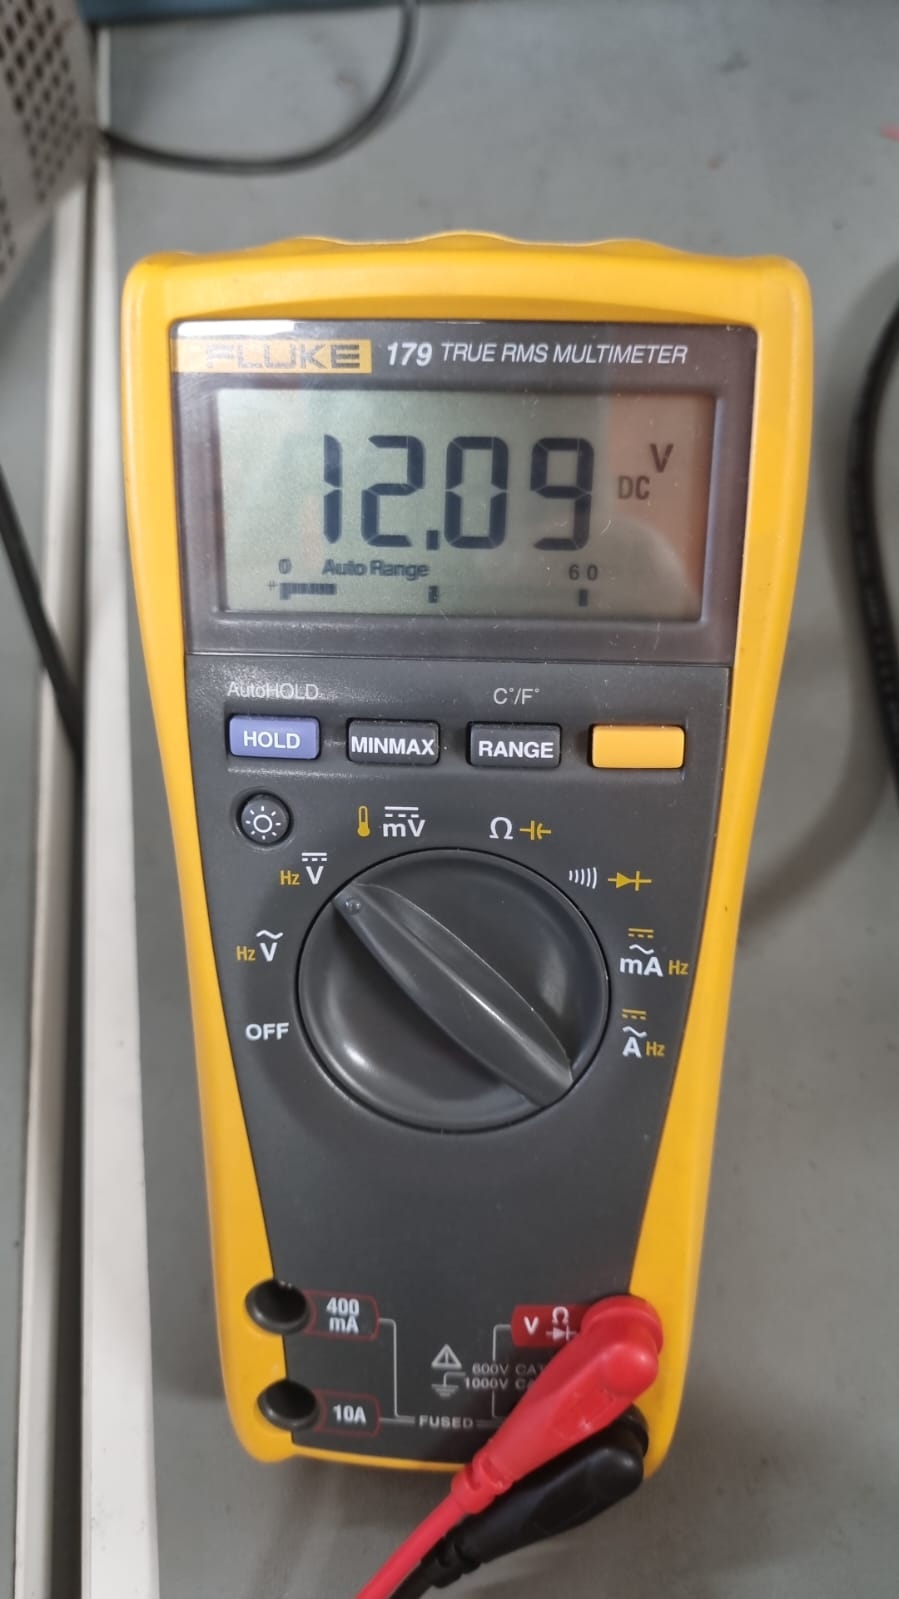 FLUKE 179 TRUE RMS MULTIMETER
12.09 V DC
0 Auto Range 60
AutoHOLD C°/F°
HOLD MINMAX RANGE
mV Ω
Hz V
Hz V
mA Hz
OFF
A Hz
400 mA
V Ω
600V
1000V
10A
FUSED